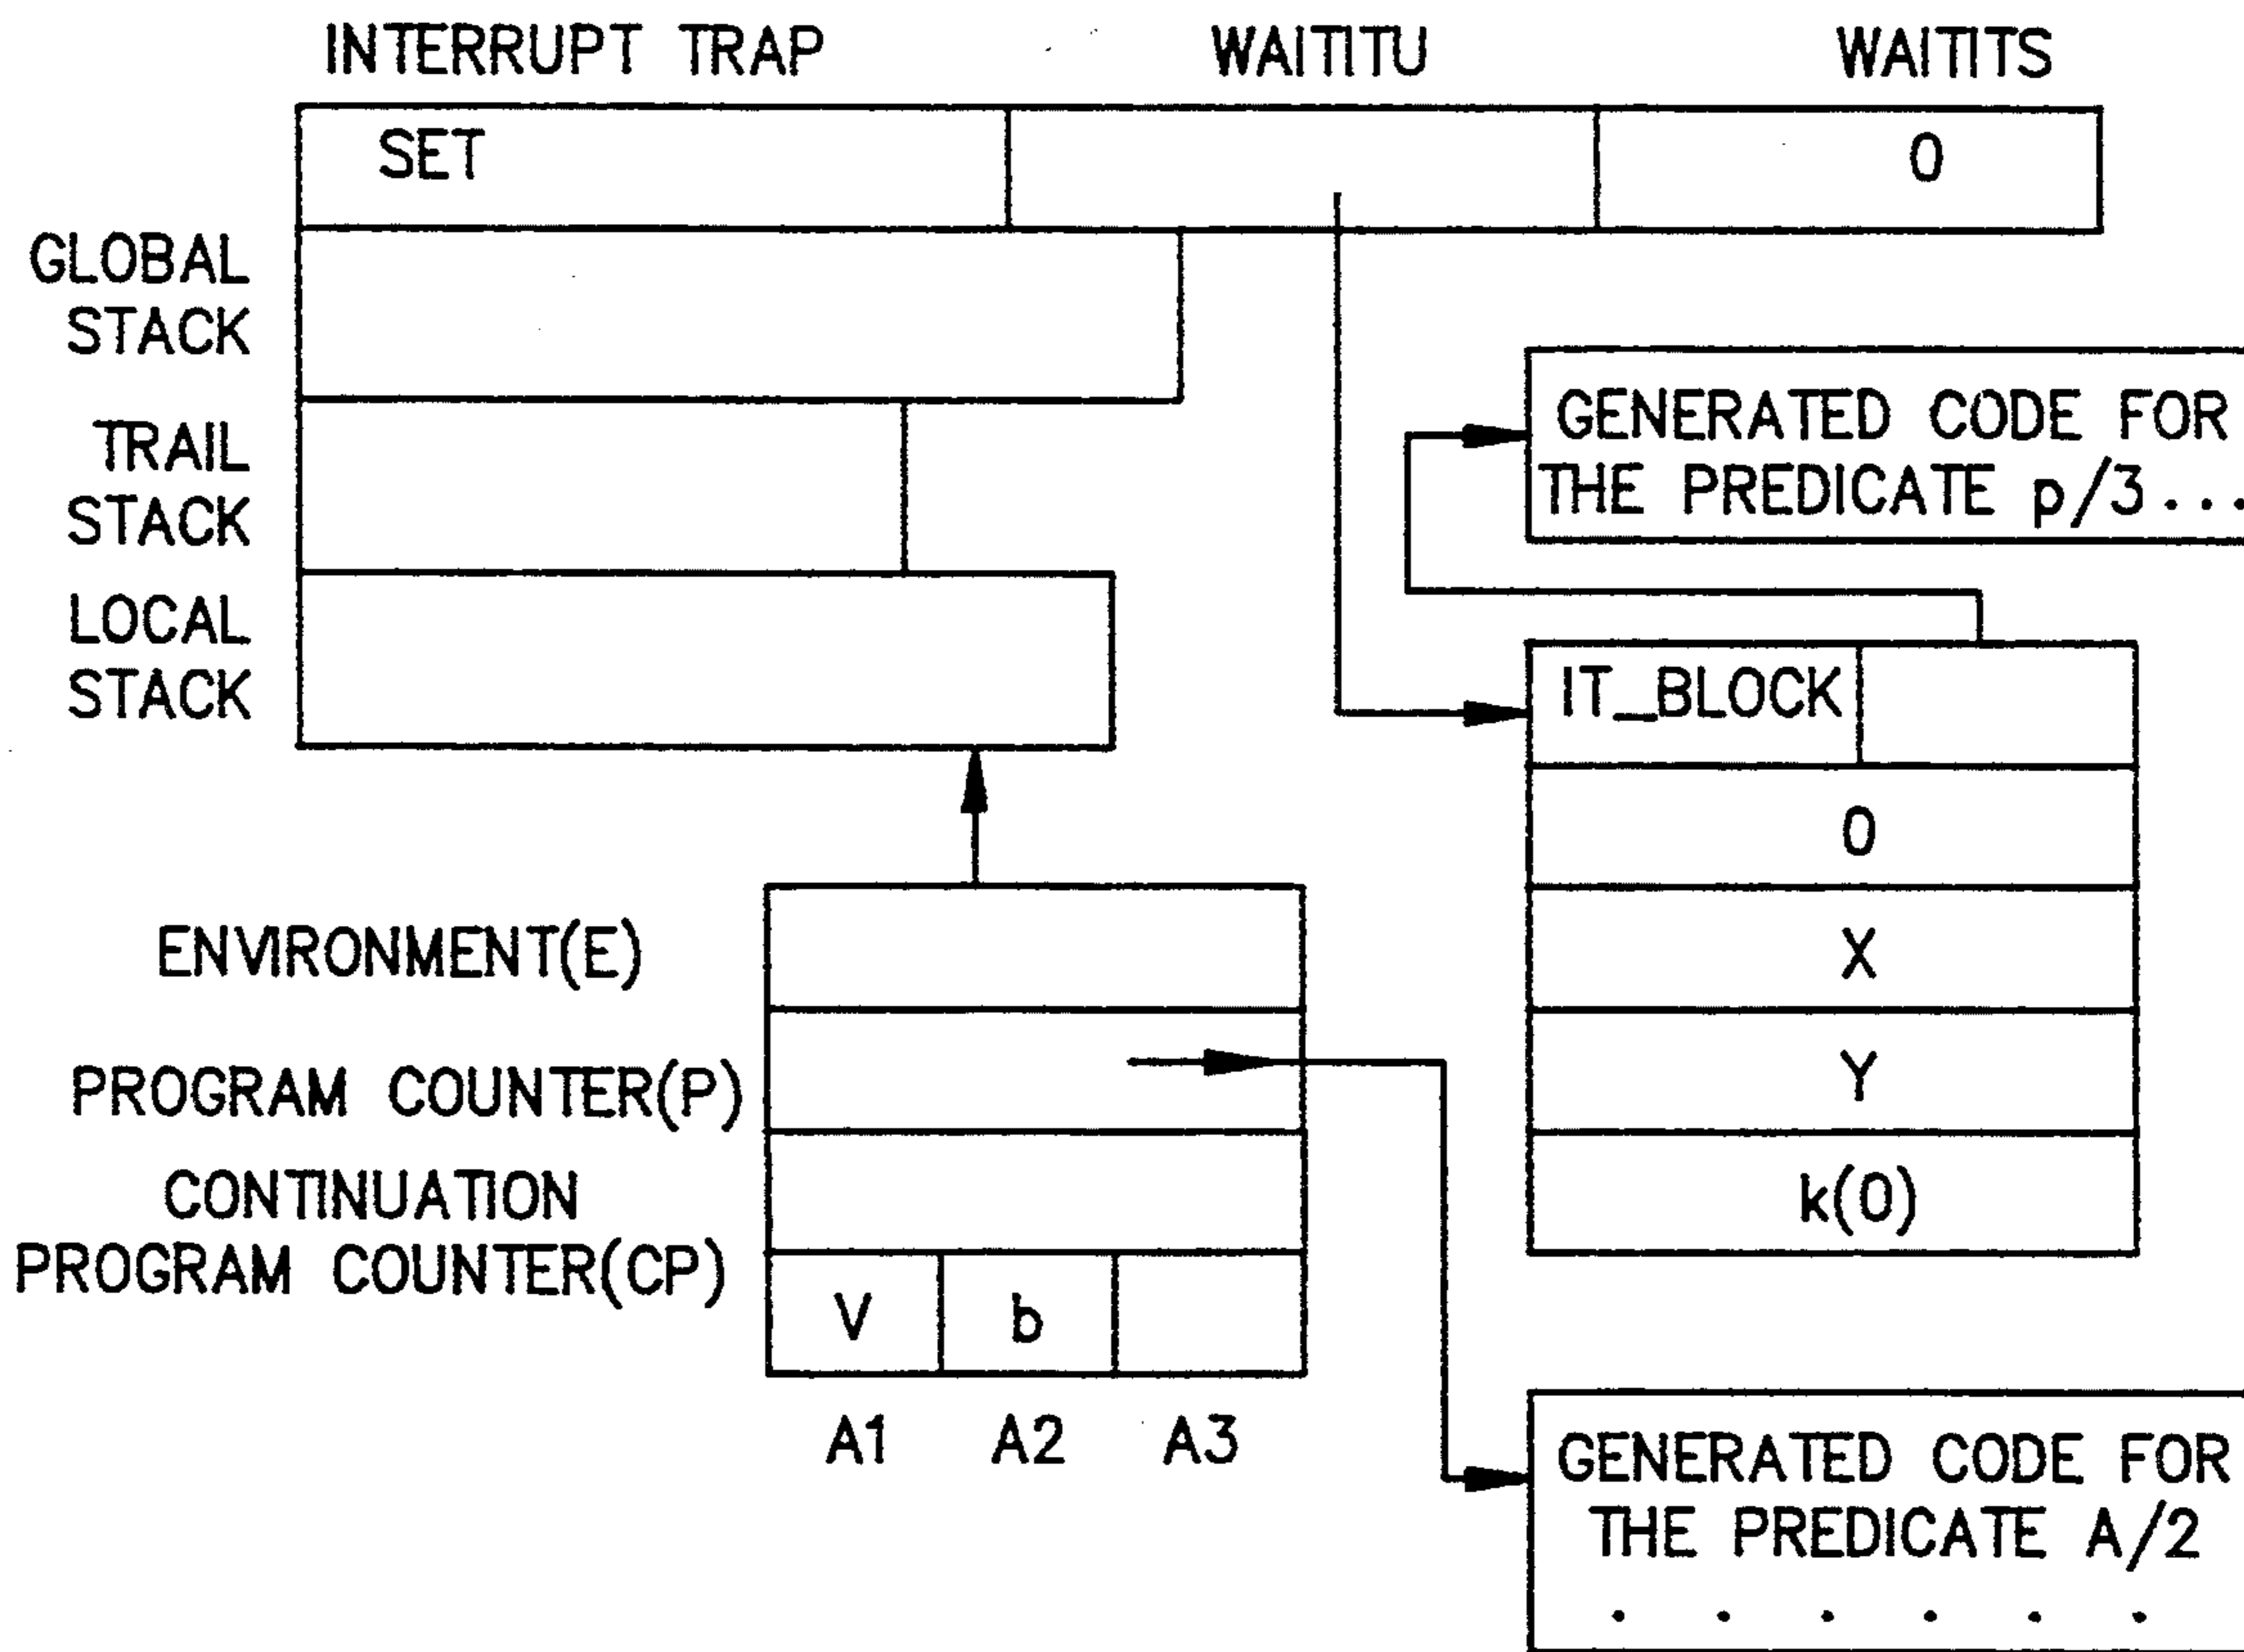 INTERRUPT TRAP WAITITU WAITITS
SET 0
GLOBAL
STACK
TRAIL
STACK
LOCAL
STACK
GENERATED CODE FOR
THE PREDICATE p/3...
IT_BLOCK
0
X
Y
k(0)
ENVIRONMENT(E)
PROGRAM COUNTER(P)
CONTINUATION
PROGRAM COUNTER(CP)
V b
A1 A2 A3
GENERATED CODE FOR
THE PREDICATE A/2
. . . . . .